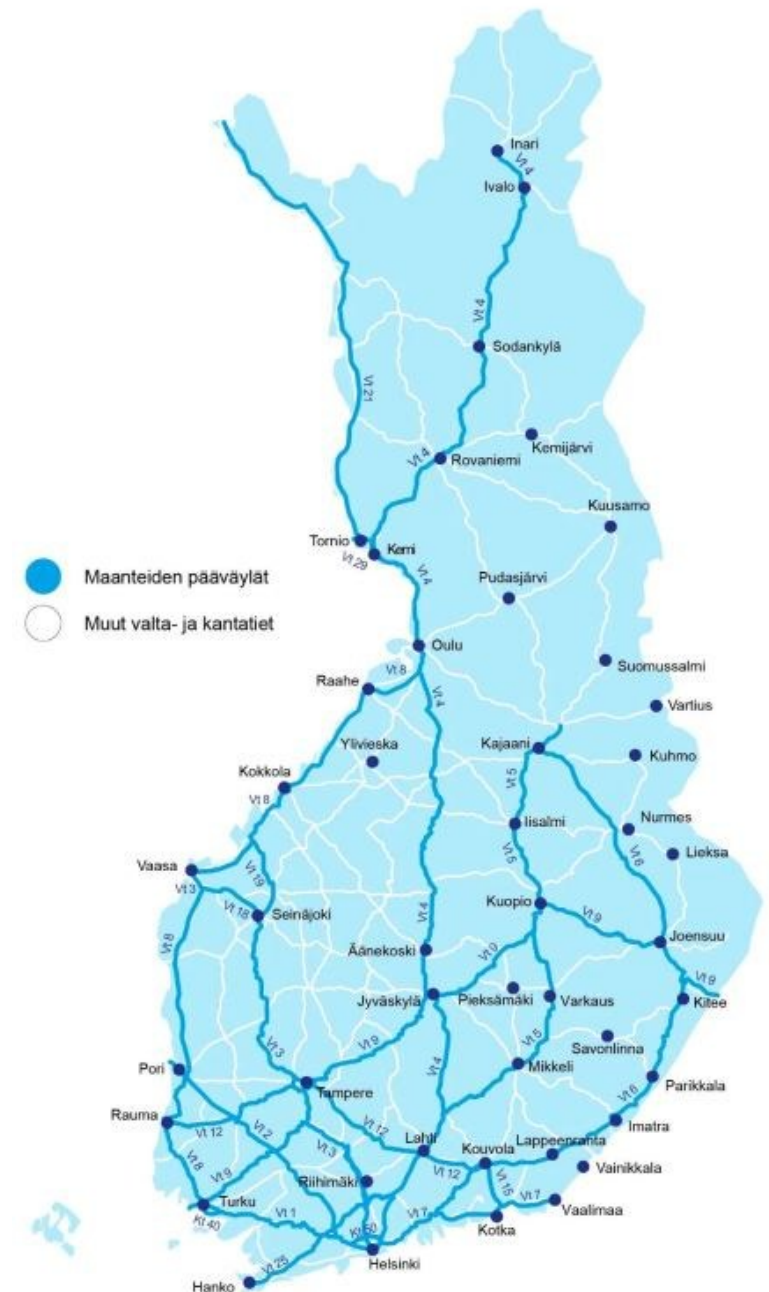 Inari
Vt 4
Ivalo
Vt 4
Sodankylä
Vt 21
Kemijärvi
Vt 4
Rovaniemi
Kuusamo
Tornio
Kemi
Vt 29
Vt 4
Maanteiden pääväylät
Pudasjärvi
Muut valta- ja kantatiet
Oulu
Suomussalmi
Vt 8
Raahe
Vt 4
Vartius
Ylivieska
Kajaani
Kuhmo
Kokkola
Vt 5
Vt 8
Iisalmi
Nurmes
Vt 6
Lieksa
Vt 5
Vaasa
Vt 19
Vt 3
Kuopio
Vt 18
Seinäjoki
Vt 4
Vt 9
Joensuu
Vt 8
Äänekoski
Vt 9
Vt 9
Jyväskylä
Pieksämäki
Varkaus
Kitee
Vt 5
Savonlinna
Vt 3
Vt 9
Vt 4
Mikkeli
Pori
Tampere
Parikkala
Vt 6
Rauma
Imatra
Vt 12
Vt 2
Vt 12
Vt 3
Lahti
Kouvola
Lappeenranta
Vt 8
Vt 9
Vt 12
Vainikkala
Riihimäki
Vt 15
Vt 7
Turku
Vaalimaa
Kt 40
Vt 1
Kt 50
Vt 7
Kotka
Vt 25
Helsinki
Hanko